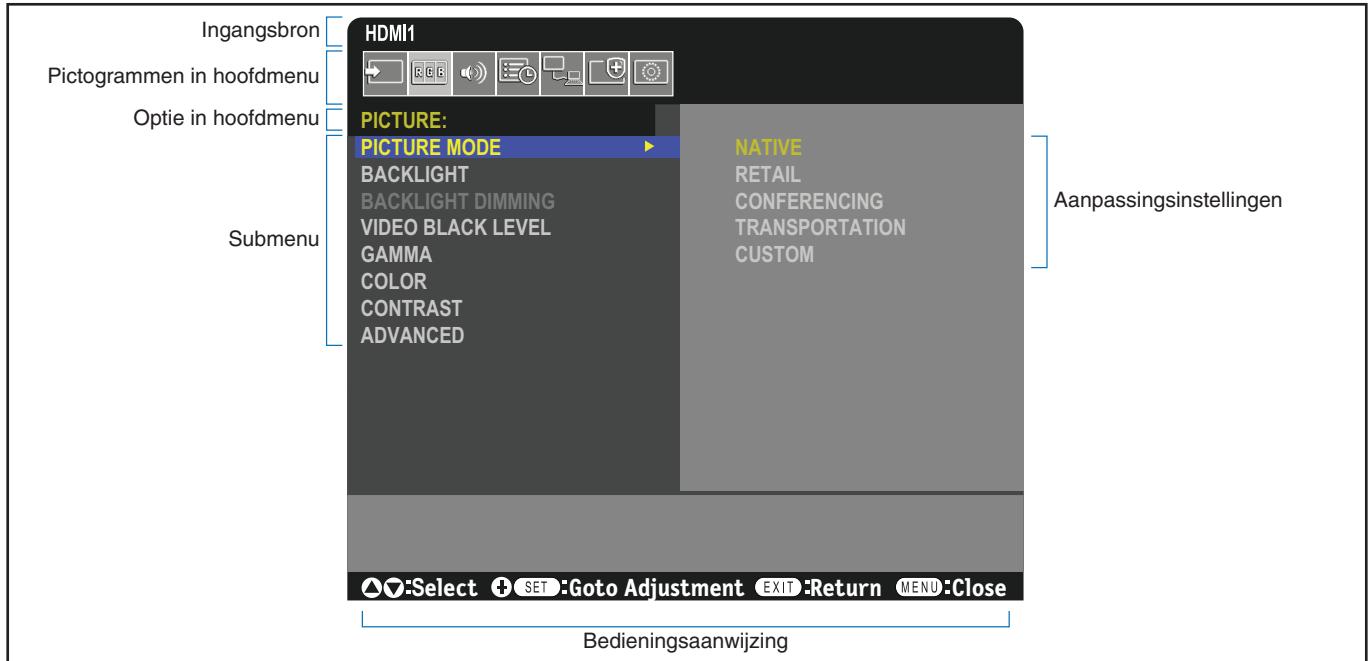 Ingangsbron
HDMI1
Pictogrammen in hoofdmenu
RGB
Optie in hoofdmenu
PICTURE:
Submenu
PICTURE MODE
BACKLIGHT
BACKLIGHT DIMMING
VIDEO BLACK LEVEL
GAMMA
COLOR
CONTRAST
ADVANCED
NATIVE
RETAIL
CONFERENCING
TRANSPORTATION
CUSTOM
Aanpassingsinstellingen
:Select SET:Goto Adjustment EXIT:Return MENU:Close
Bedieningsaanwijzing